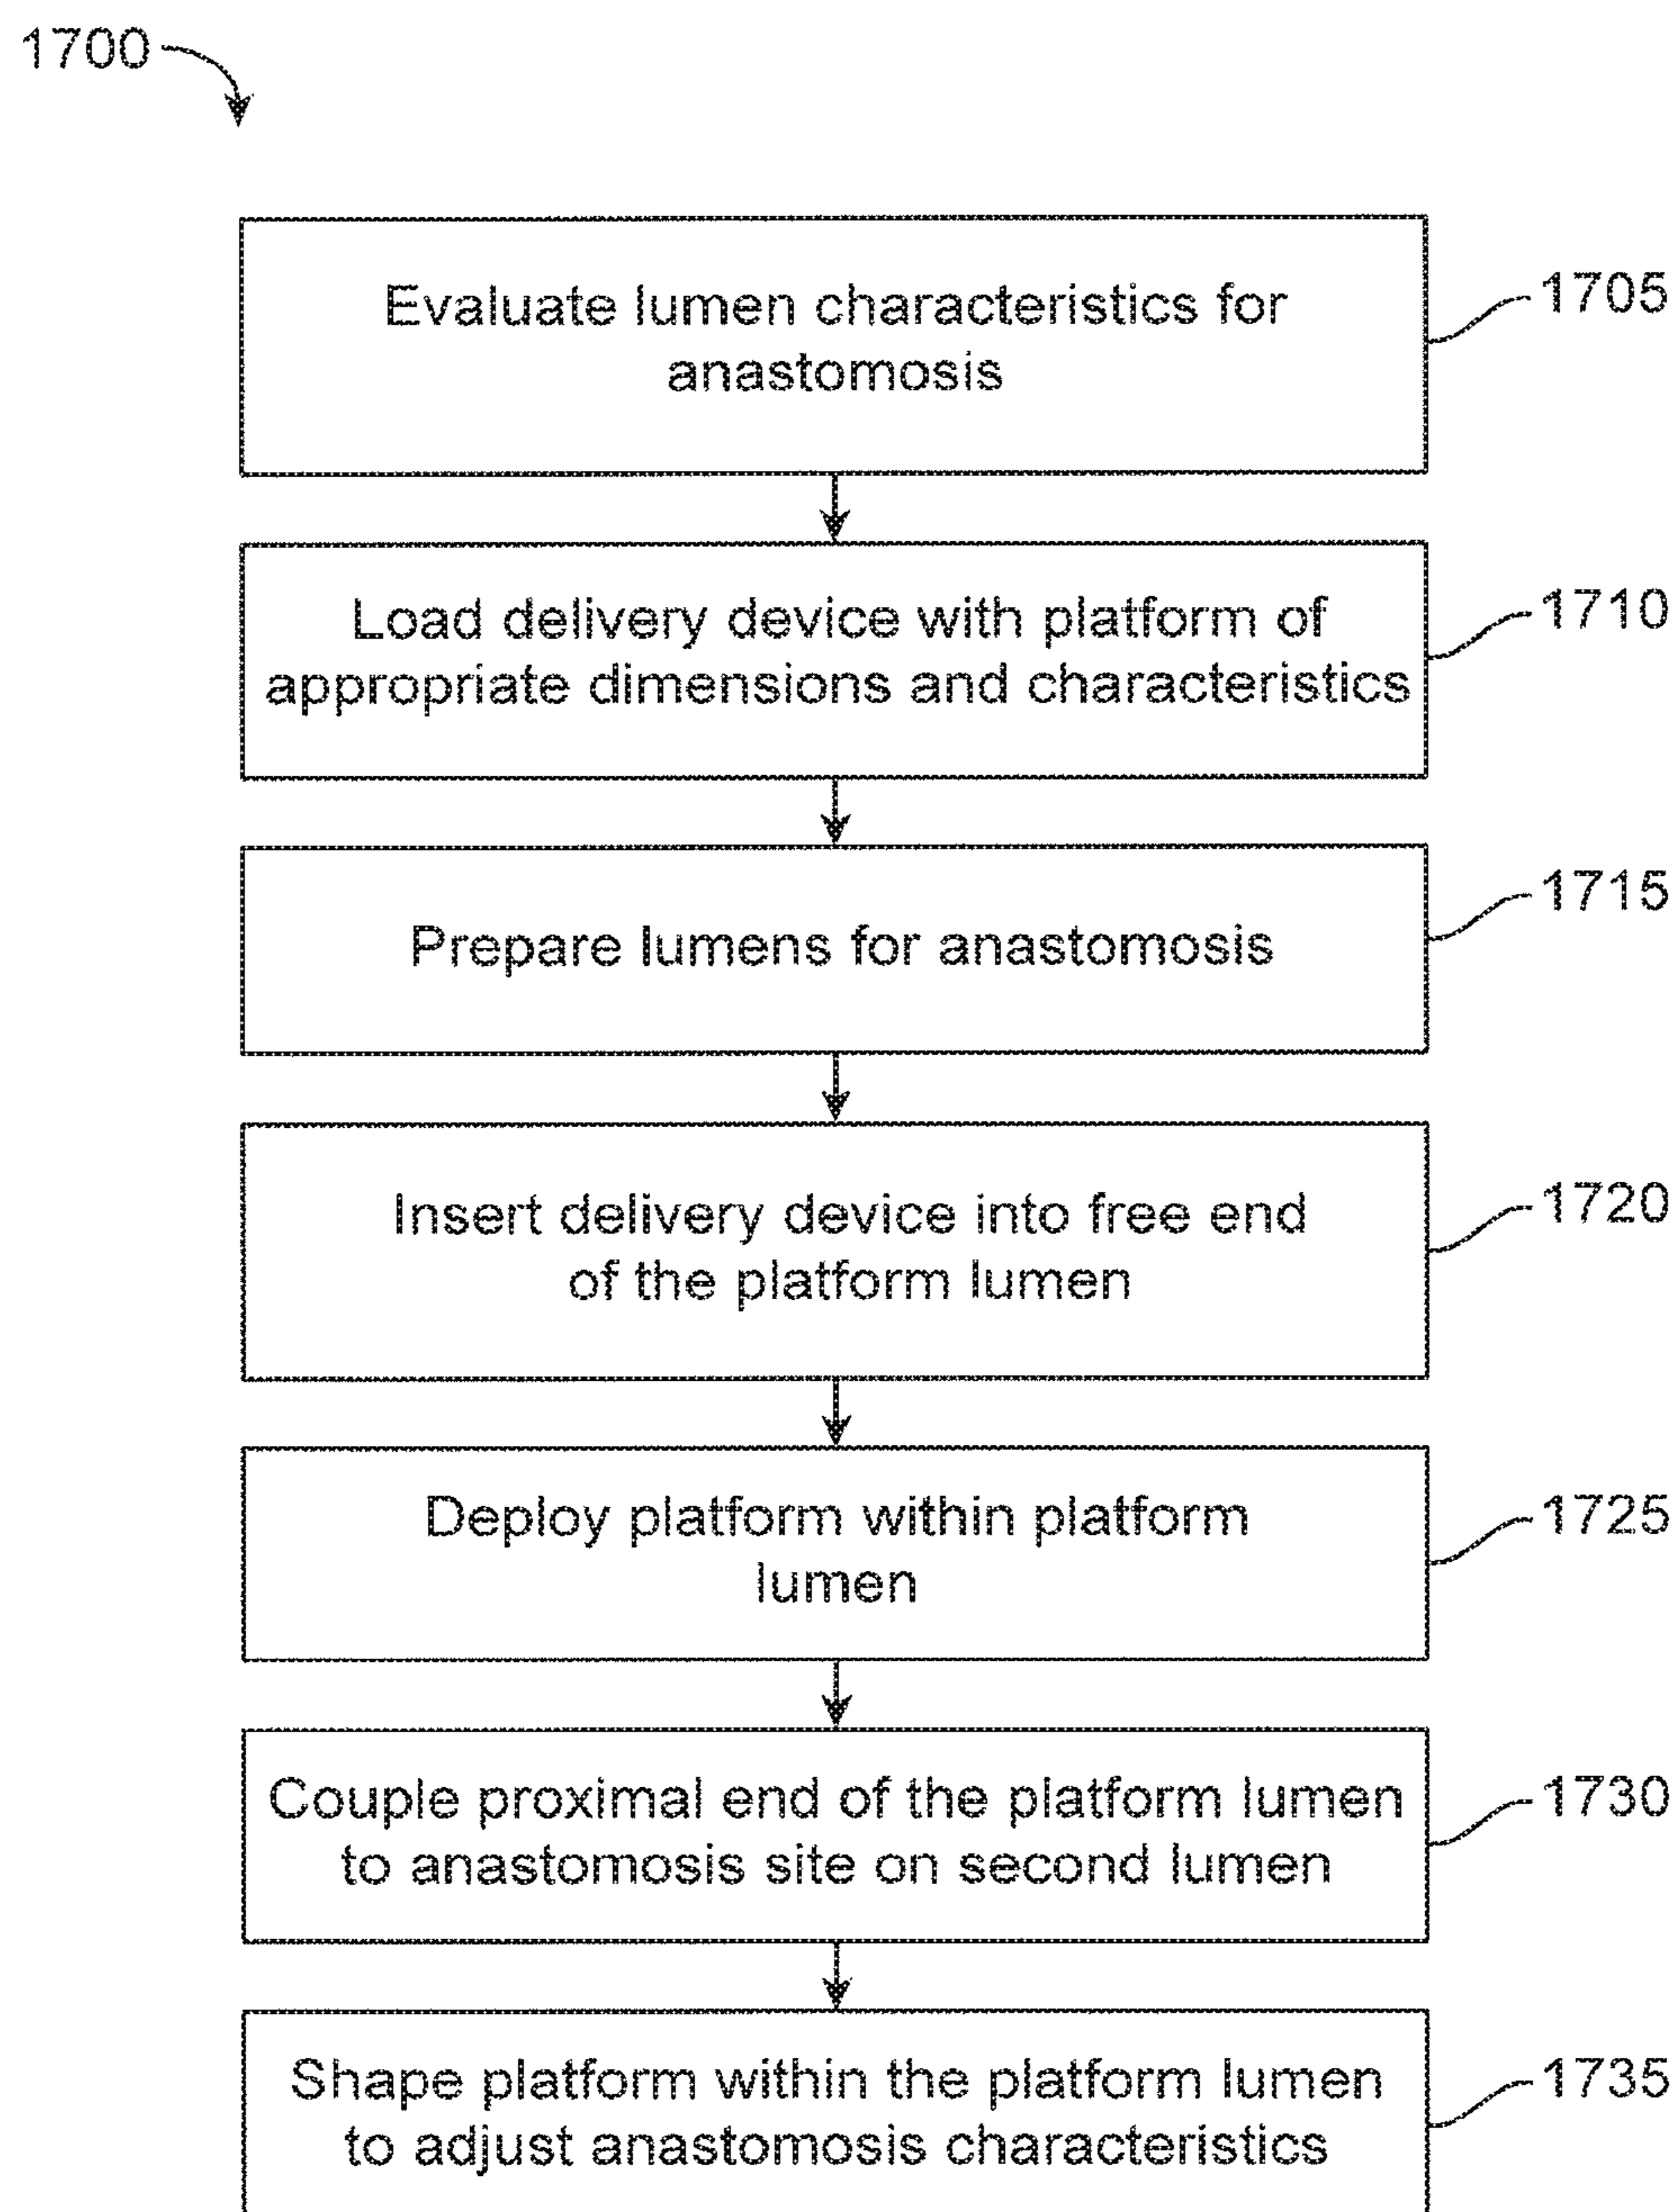 1700
Evaluate lumen characteristics for
anastomosis
1705
Load delivery device with platform of
appropriate dimensions and characteristics
1710
Prepare lumens for anastomosis
1715
Insert delivery device into free end
of the platform lumen
1720
Deploy platform within platform
lumen
1725
Couple proximal end of the platform lumen
to anastomosis site on second lumen
1730
Shape platform within the platform lumen
to adjust anastomosis characteristics
1735